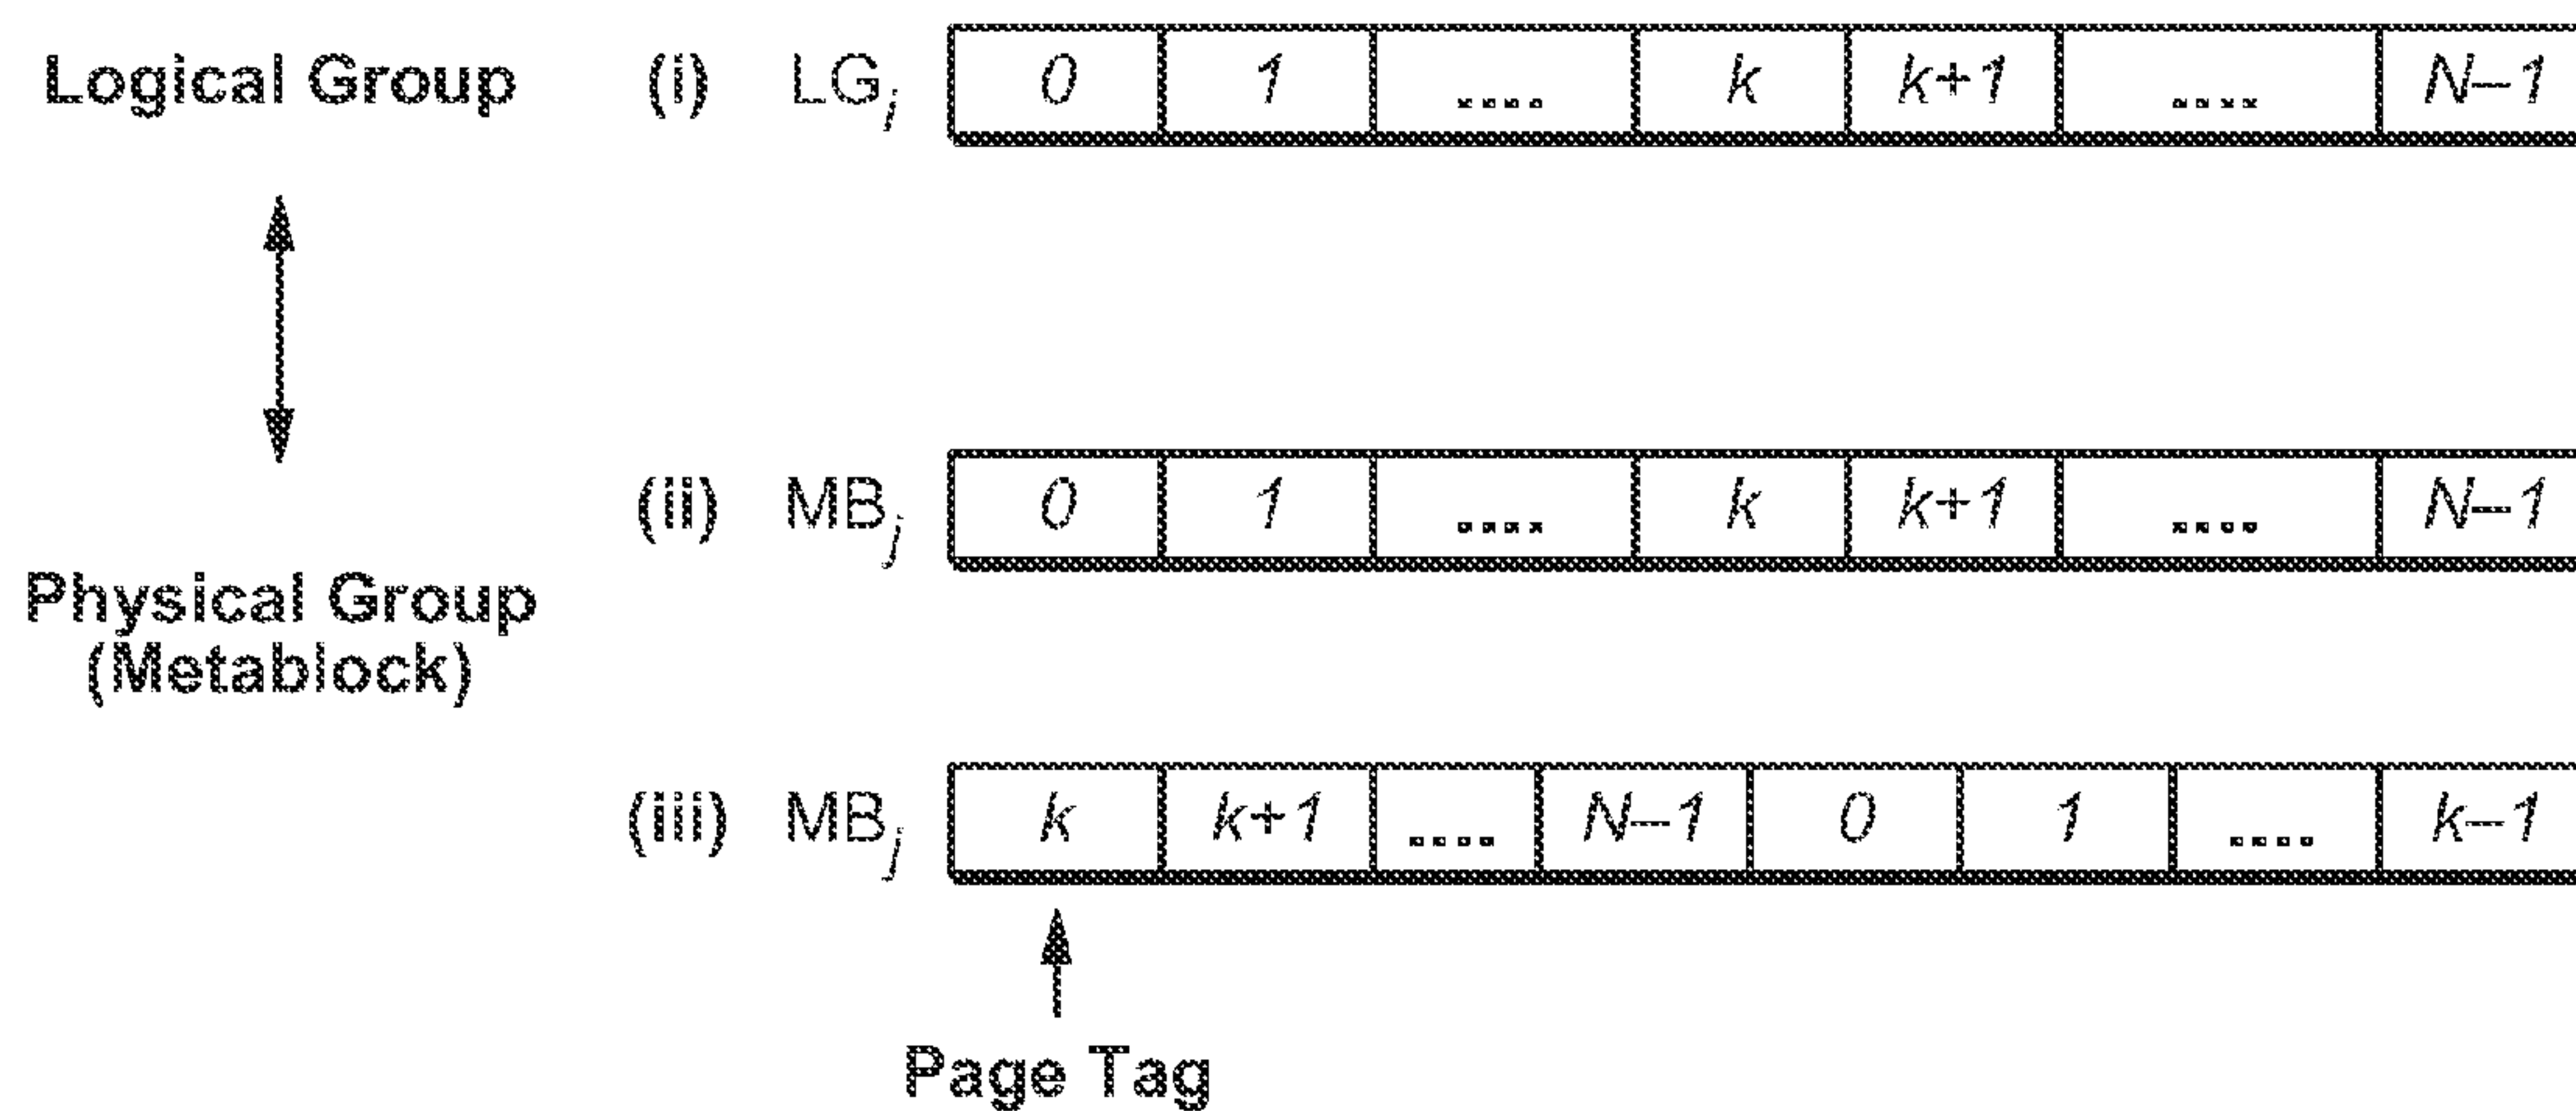 Logical Group (i) LGi 0 1 .... k k+1 .... N–1
(ii) MBj 0 1 .... k k+1 .... N–1
Physical Group
(Metablock)
(iii) MBj k k+1 .... N–1 0 1 .... k–1
Page Tag